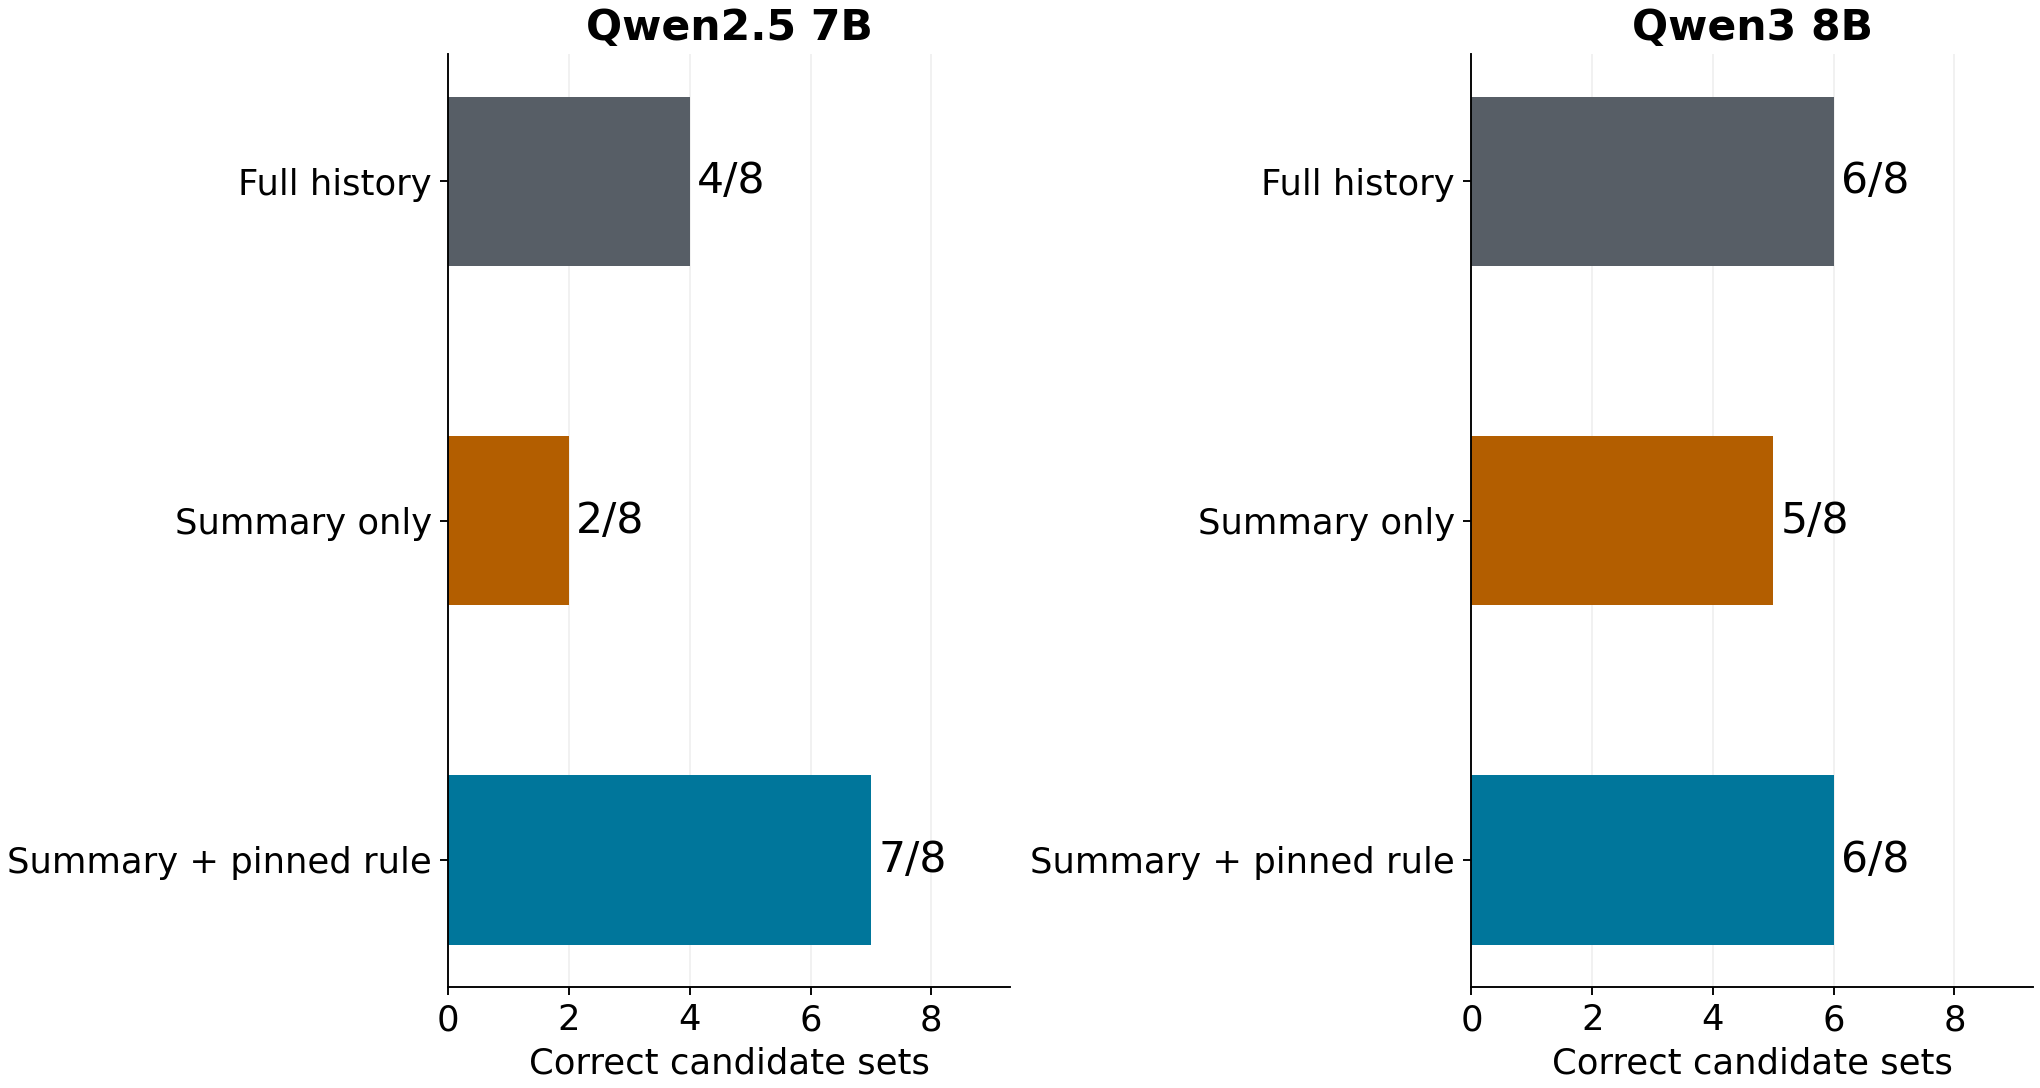 Qwen2.5 7B
Full history
4/8
Summary only
2/8
Summary + pinned rule
7/8
0 2 4 6 8
Correct candidate sets
Qwen3 8B
Full history
6/8
Summary only
5/8
Summary + pinned rule
6/8
0 2 4 6 8
Correct candidate sets